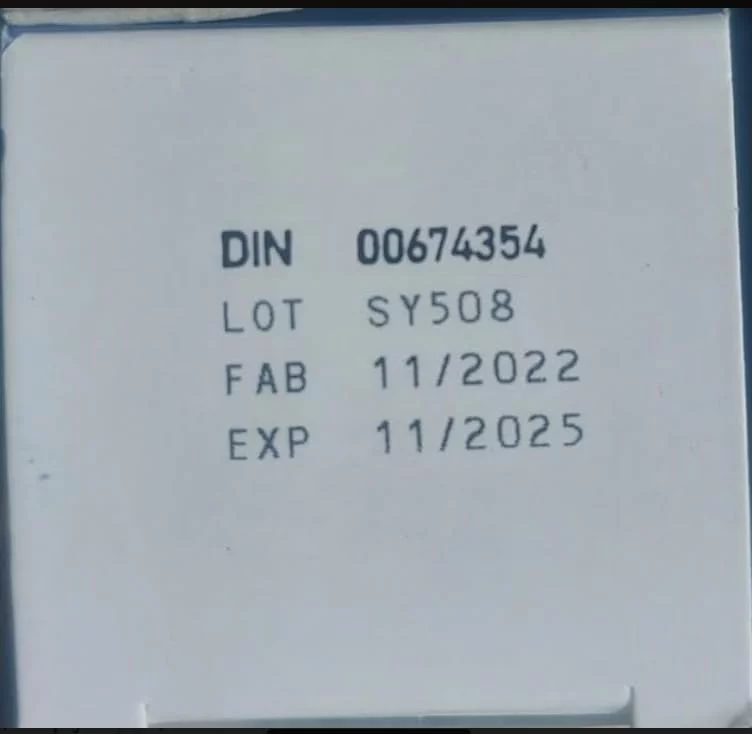 DIN 00674354
LOT SY508
FAB 11/2022
EXP 11/2025